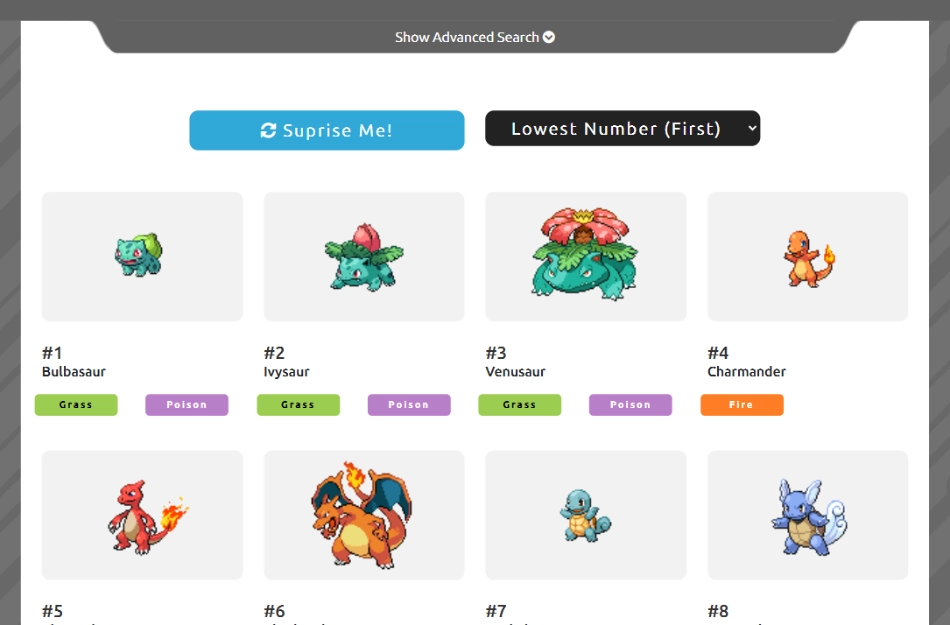 Show Advanced Search
Suprise Me!
Lowest Number (First)
#1
Bulbasaur
Grass
Poison
#2
Ivysaur
Grass
Poison
#3
Venusaur
Grass
Poison
#4
Charmander
Fire
#5
#6
#7
#8